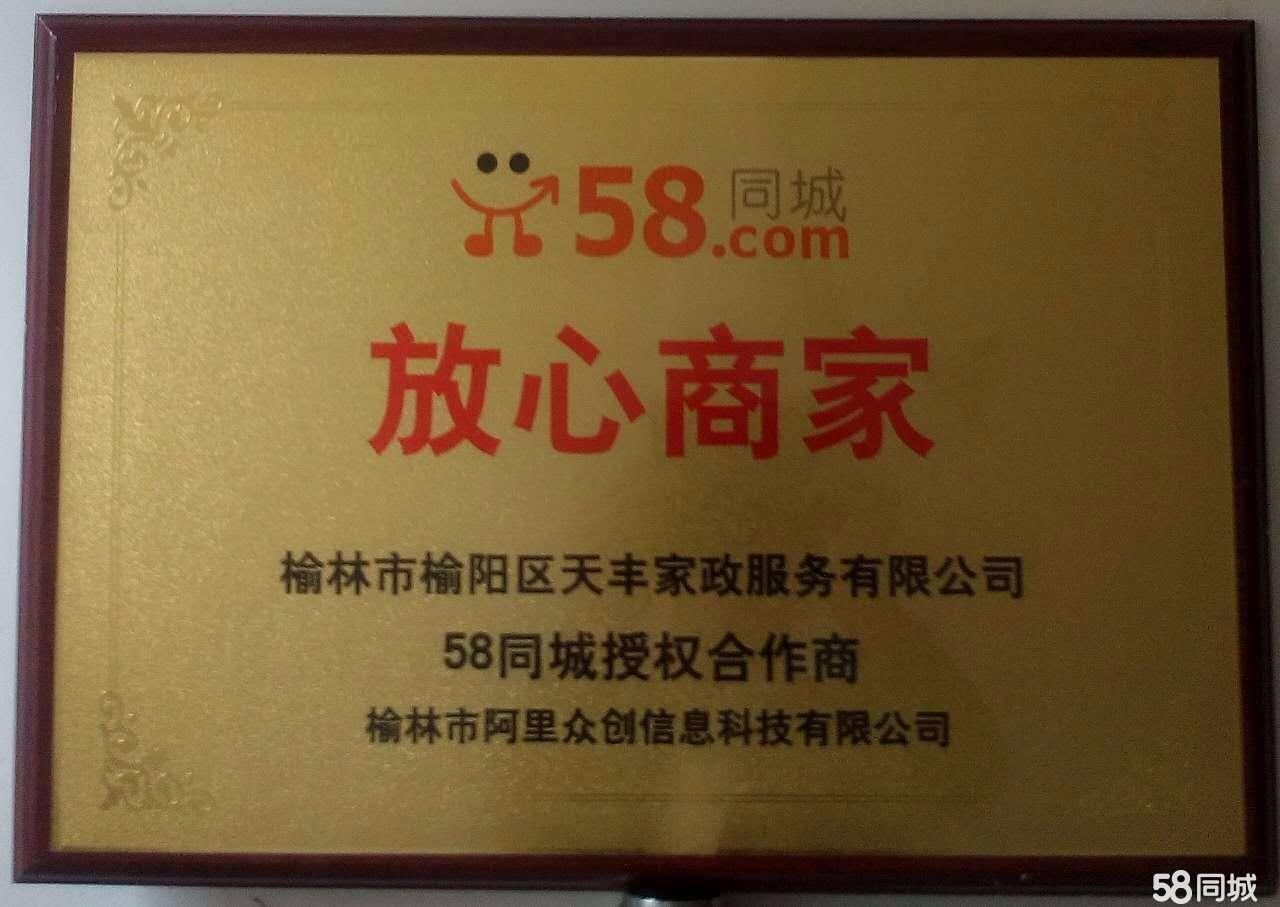 58同城.com
放心商家
榆林市榆阳区天丰家政服务有限公司
58同城授权合作商
榆林市阿里众创信息科技有限公司
58同城